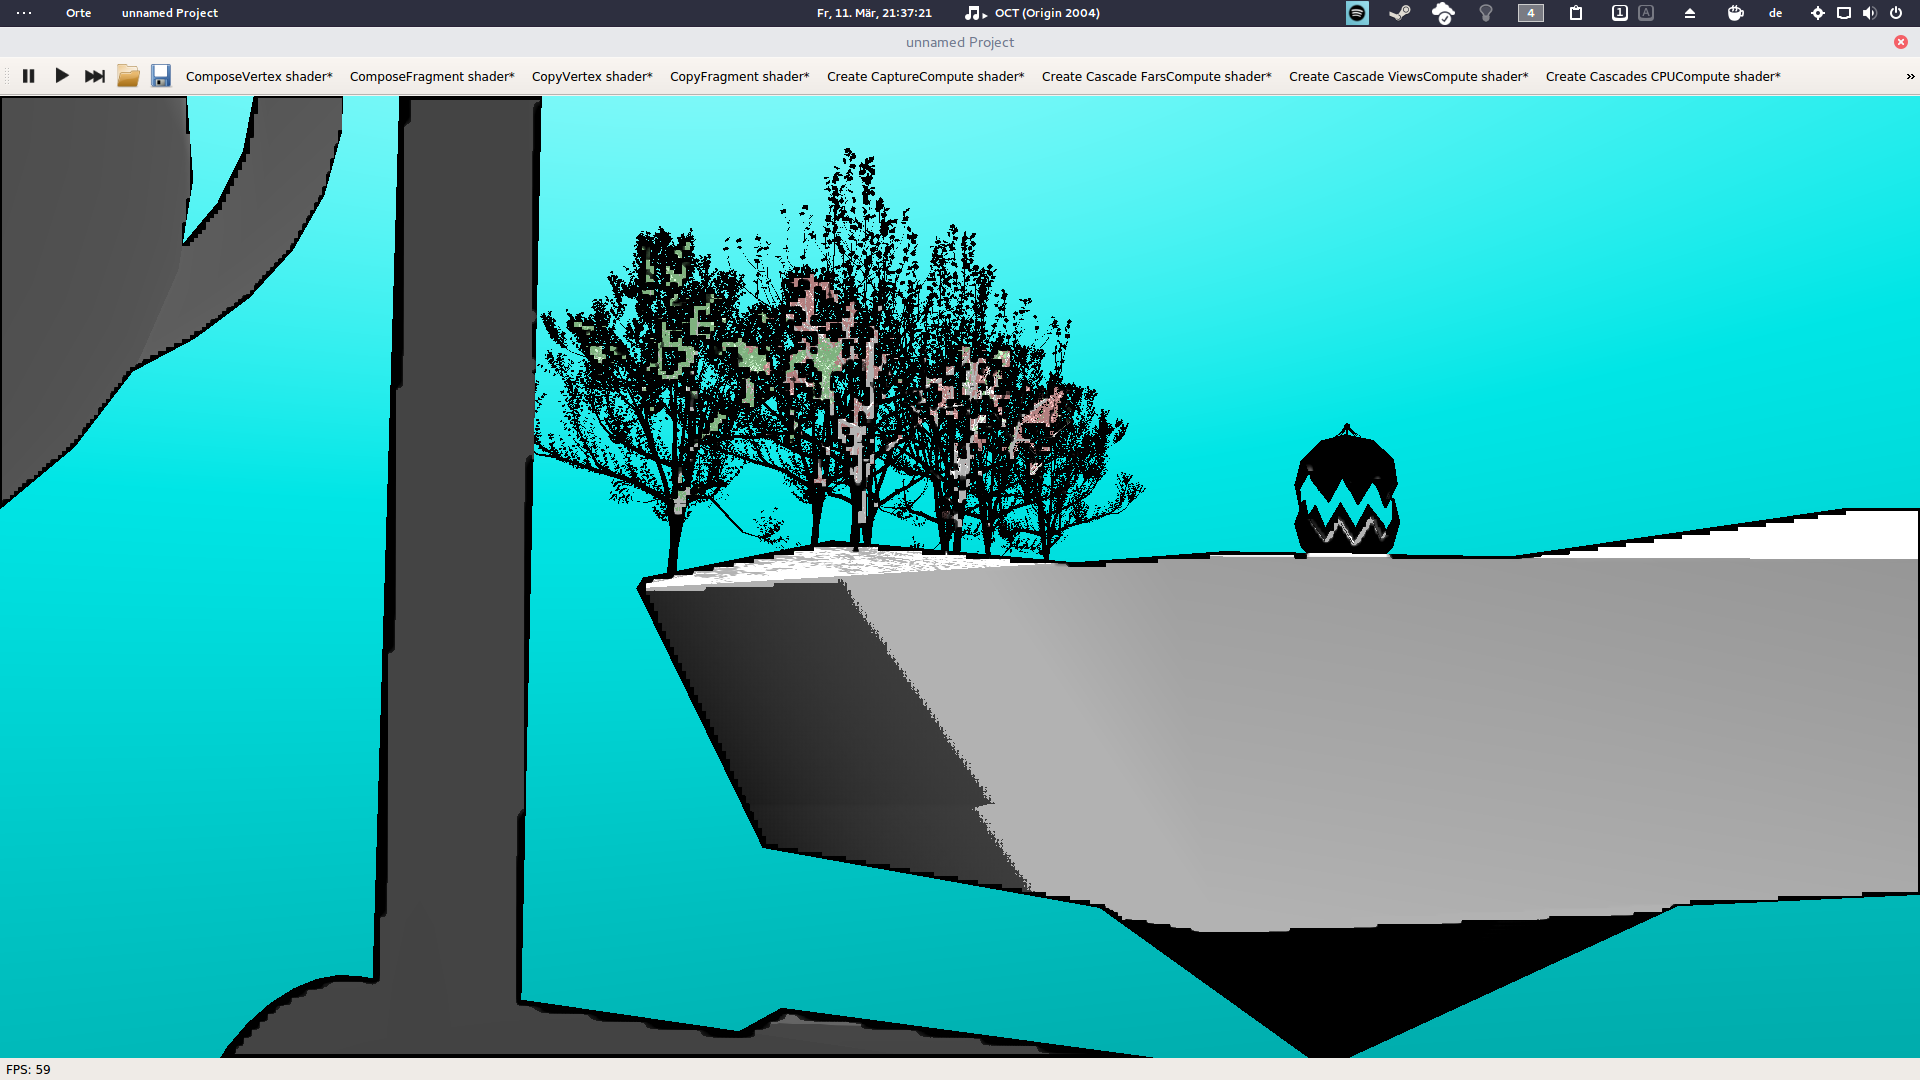 Orte unnamed Project Fr, 11. Mär, 21:37:21 OCT (Origin 2004) 4 1 A de
unnamed Project
ComposeVertex shader* ComposeFragment shader* CopyVertex shader* CopyFragment shader* Create CaptureCompute shader* Create Cascade FarsCompute shader* Create Cascade ViewsCompute shader* Create Cascades CPUCompute shader* »
FPS: 59